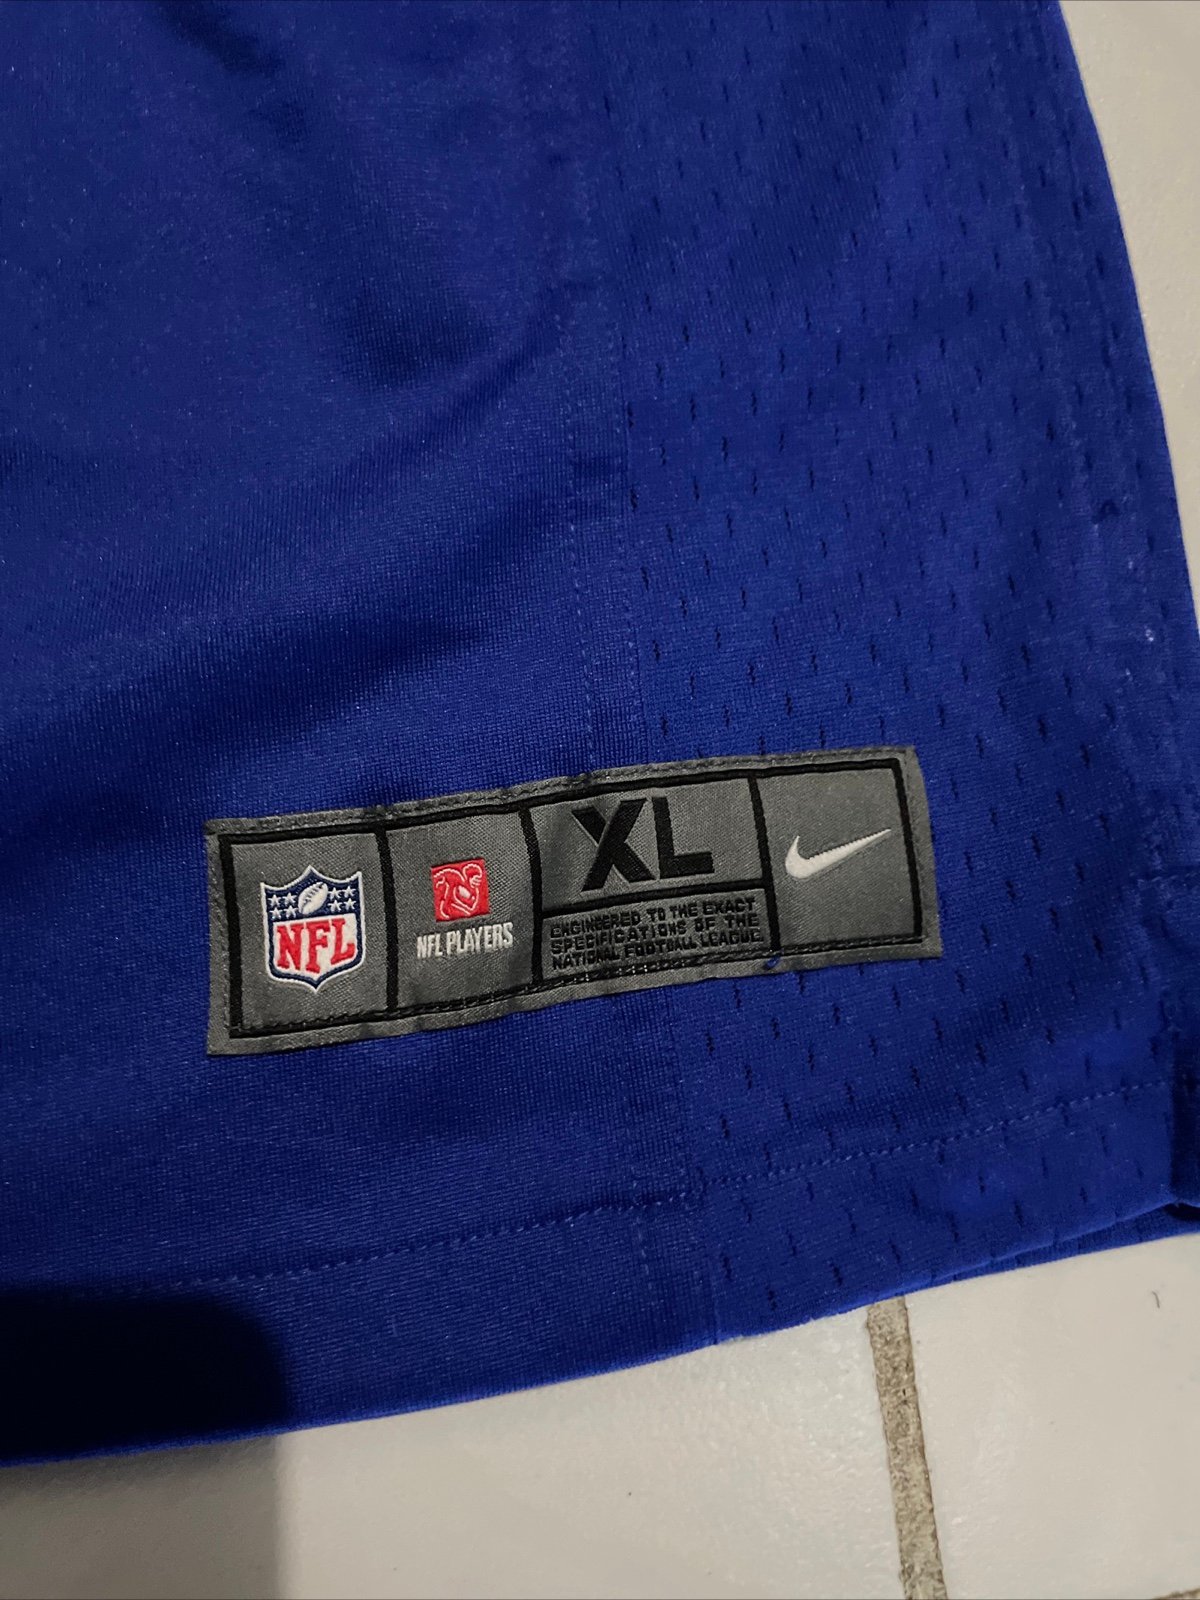 NFL
NFL PLAYERS
XL
ENGINEERED TO THE EXACT
SPECIFICATIONS OF THE
NATIONAL FOOTBALL LEAGUE